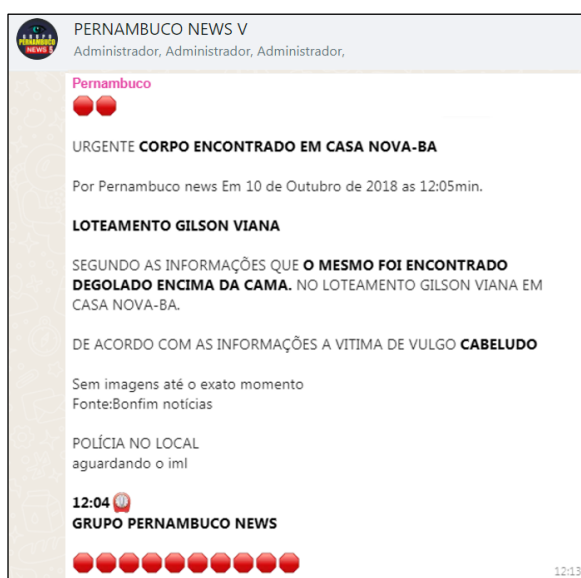 GRUPO
PERNAMBUCO
NEWS 5
PERNAMBUCO NEWS V
Administrador, Administrador, Administrador,
Pernambuco
URGENTE CORPO ENCONTRADO EM CASA NOVA-BA
Por Pernambuco news Em 10 de Outubro de 2018 as 12:05min.
LOTEAMENTO GILSON VIANA
SEGUNDO AS INFORMAÇÕES QUE O MESMO FOI ENCONTRADO
DEGOLADO ENCIMA DA CAMA. NO LOTEAMENTO GILSON VIANA EM
CASA NOVA-BA.
DE ACORDO COM AS INFORMAÇÕES A VITIMA DE VULGO CABELUDO
Sem imagens até o exato momento
Fonte:Bonfim notícias
POLÍCIA NO LOCAL
aguardando o iml
12:04
GRUPO PERNAMBUCO NEWS
12:13